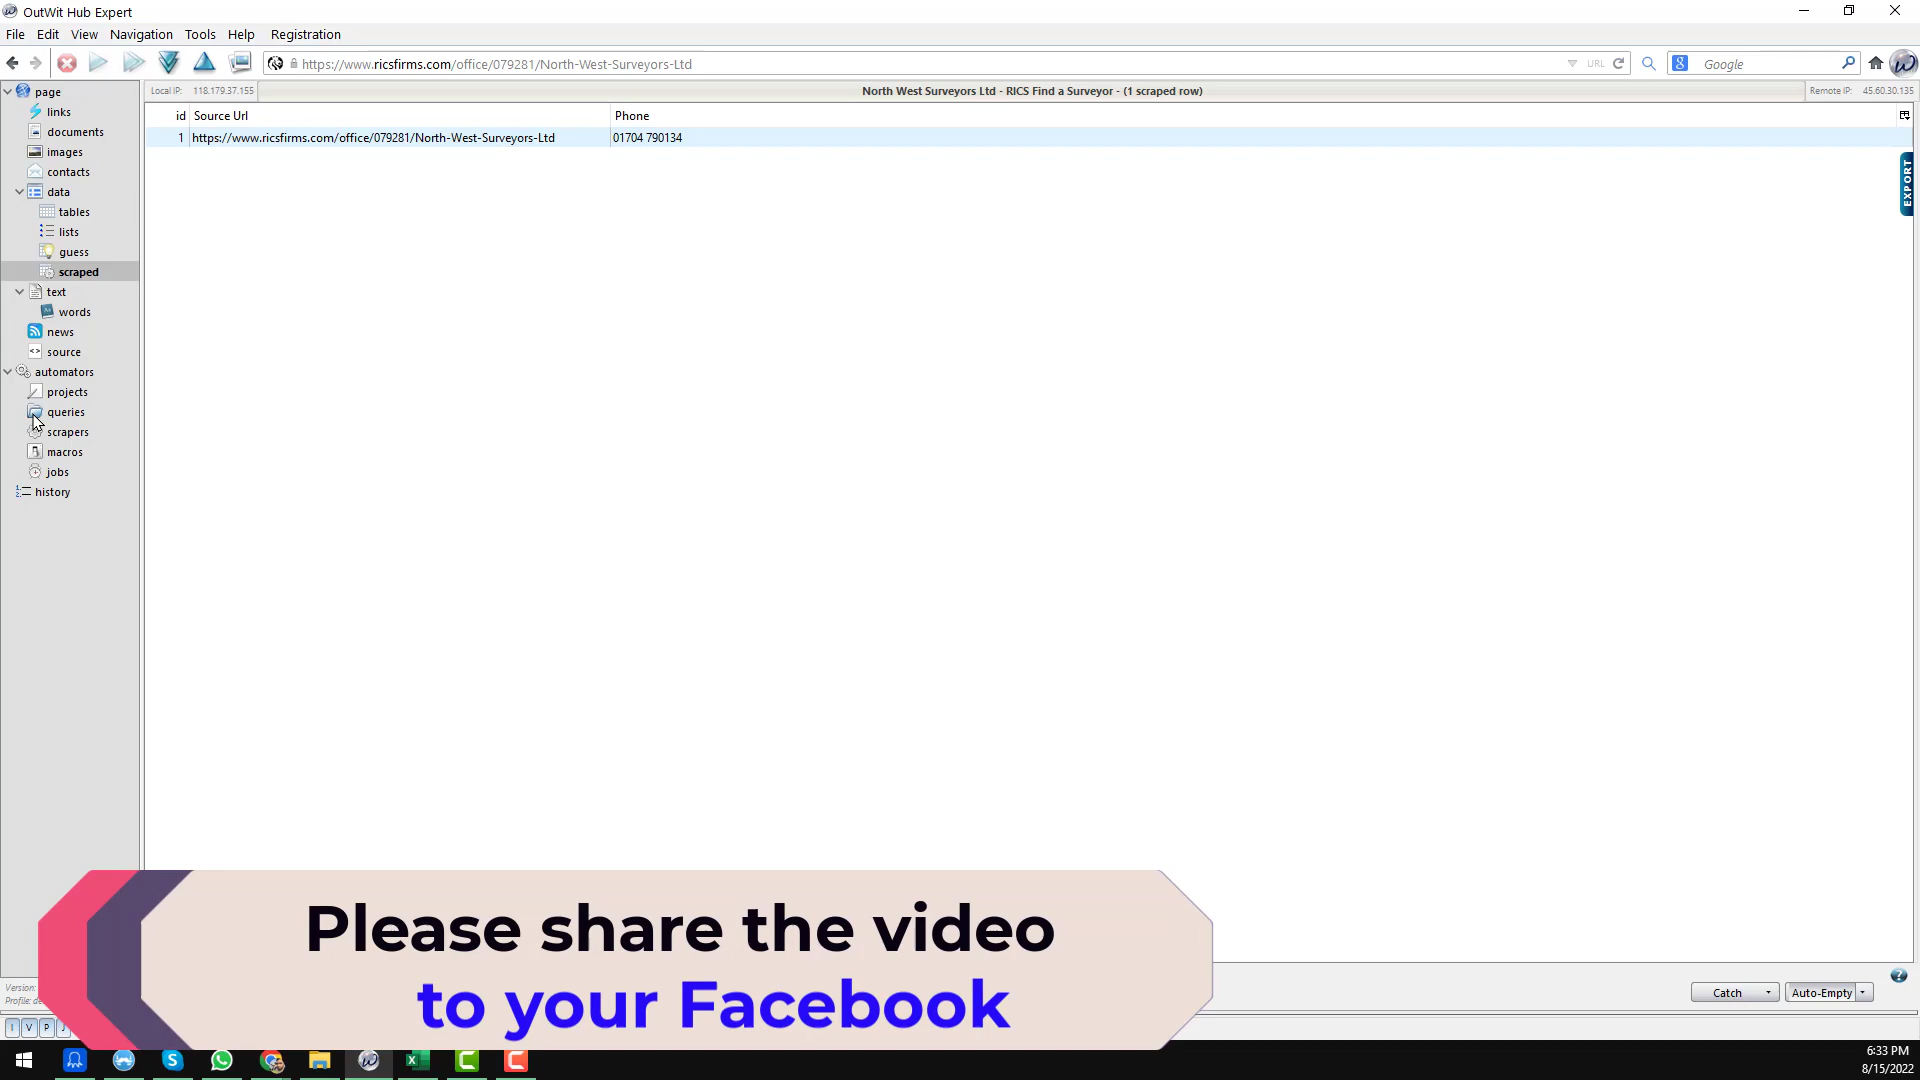 OutWit Hub Expert
File Edit View Navigation Tools Help Registration
https://www.ricsfirms.com/office/079281/North-West-Surveyors-Ltd URL Google
Local IP: 118.179.37.155 North West Surveyors Ltd - RICS Find a Surveyor - (1 scraped row) Remote IP: 45.60.30.135
page
links
documents
images
contacts
data
tables
lists
guess
scraped
text
words
news
source
automators
projects
queries
scrapers
macros
jobs
history
id Source Url Phone
1 https://www.ricsfirms.com/office/079281/North-West-Surveyors-Ltd 01704 790134
EXPORT
Please share the video
to your Facebook
Version:
Catch Auto-Empty
I V P
6:33 PM
8/15/2022